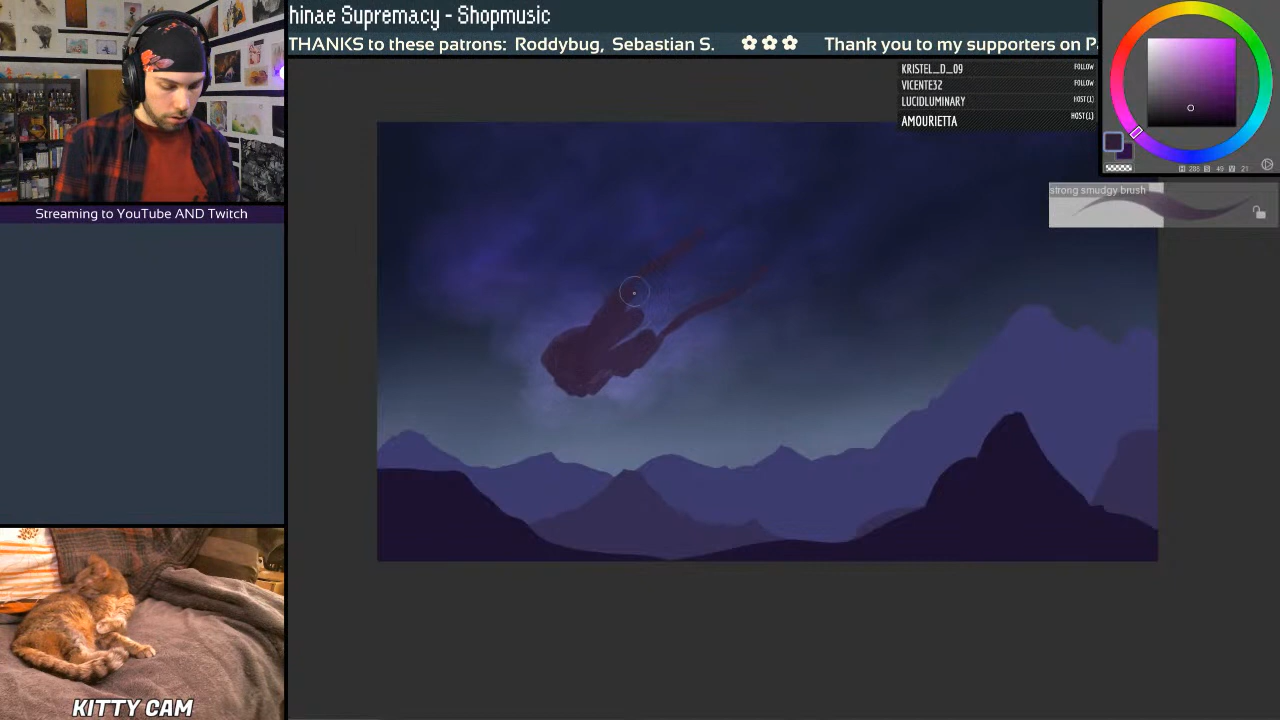 hinae Supremacy - Shopmusic
THANKS to these patrons: Roddybug, Sebastian S. ✿ ✿ ✿ Thank you to my supporters on P
KRISTEL_D_09 FOLLOW
VICENTE32 FOLLOW
LUCIDLUMINARY HOST(1)
AMOURIETTA HOST(1)
strong smudgy brush
Streaming to YouTube AND Twitch
KITTY CAM